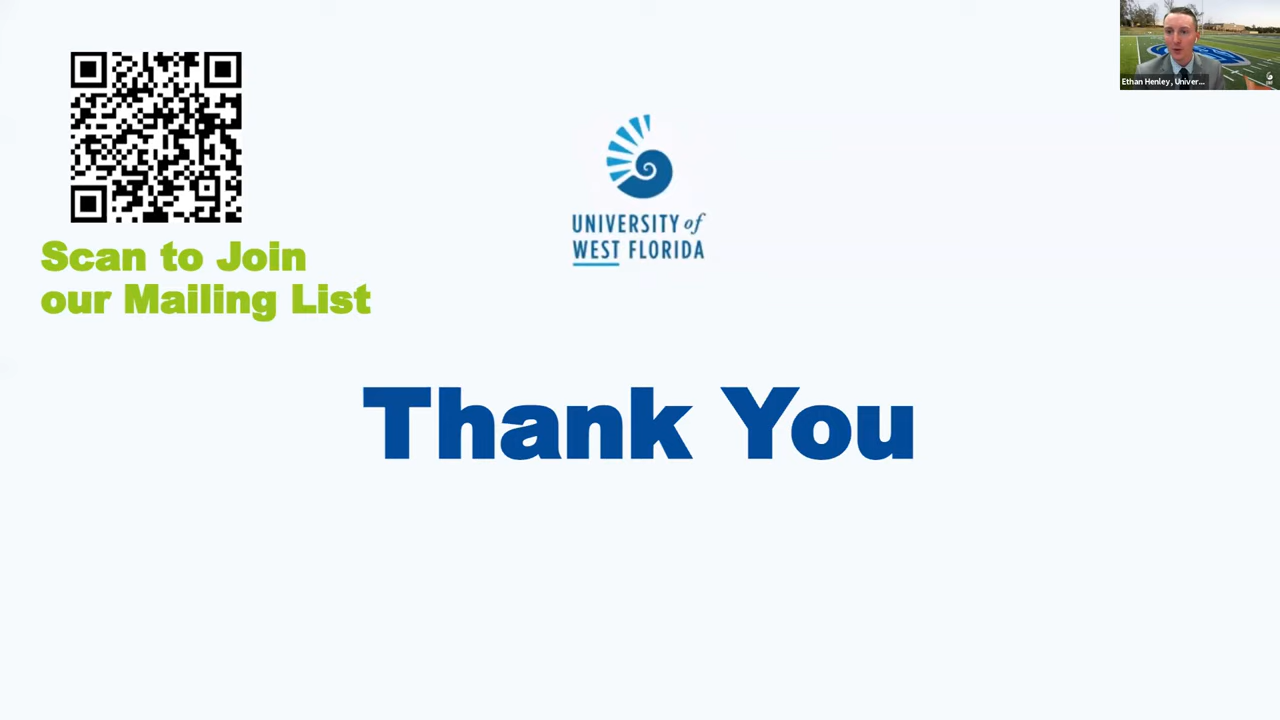 Ethan Henley, Univer...
UNIVERSITY of
WEST FLORIDA
Scan to Join
our Mailing List
Thank You